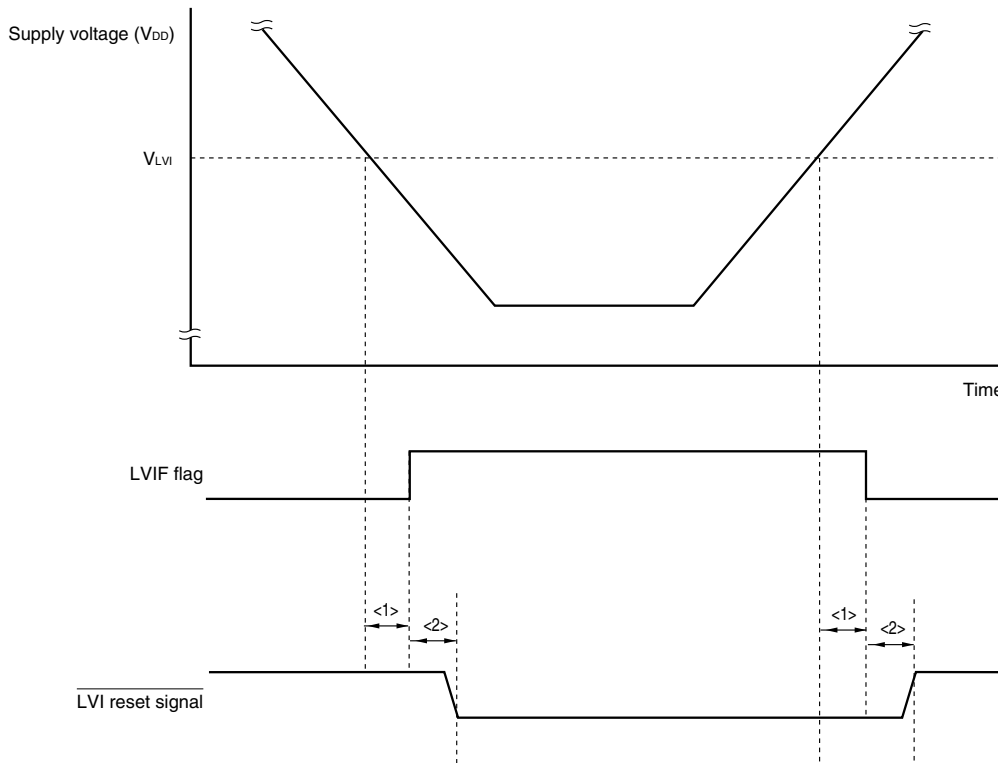 Supply voltage (VDD)
VLVI
Time
LVIF flag
<1>
<2>
<1>
<2>
LVI reset signal